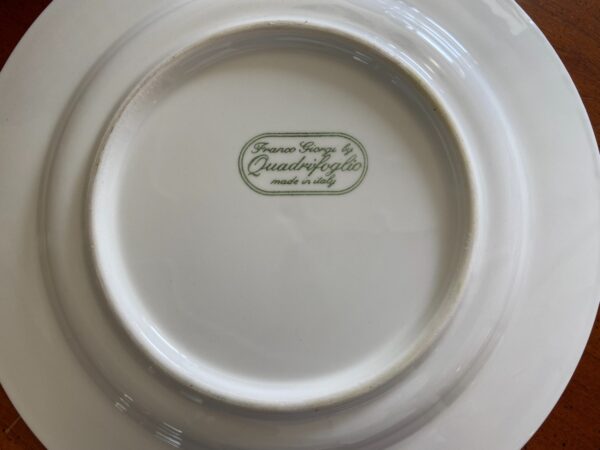 Franco Giorgi by
Quadrifoglio
made in italy